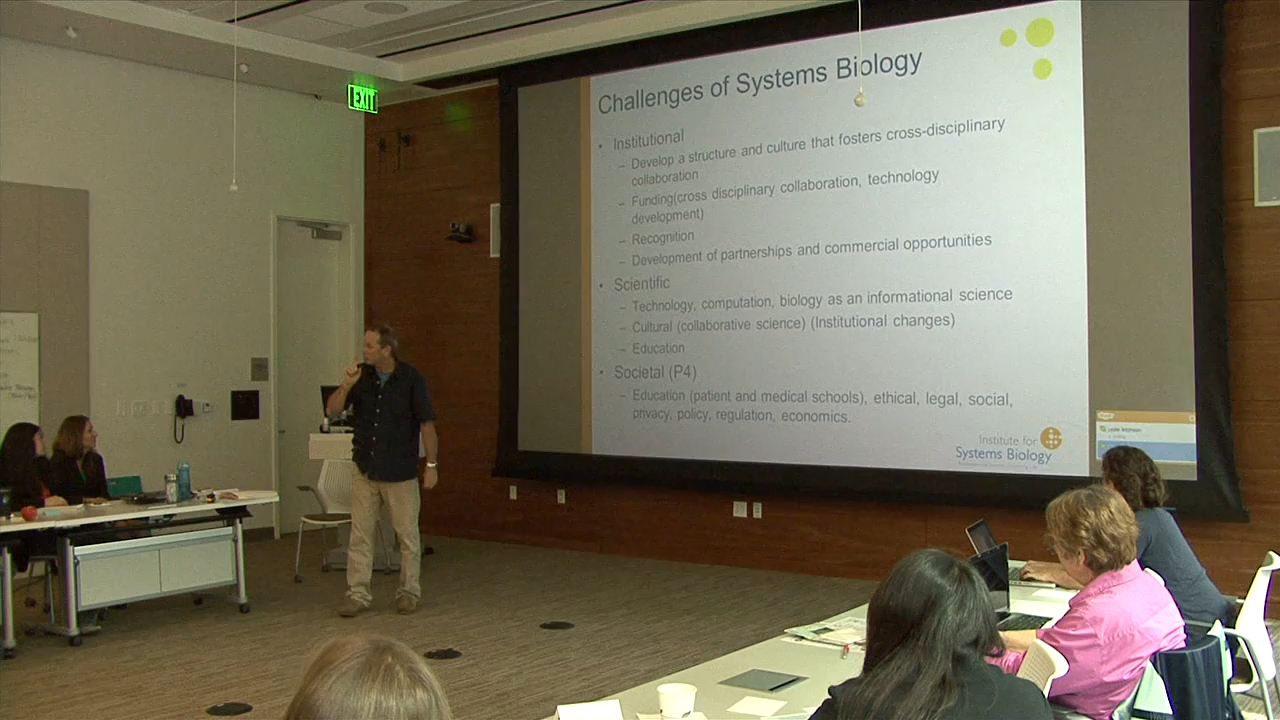 EXIT
Challenges of Systems Biology
• Institutional
– Develop a structure and culture that fosters cross-disciplinary
collaboration
– Funding(cross disciplinary collaboration, technology
development)
– Recognition
– Development of partnerships and commercial opportunities
• Scientific
– Technology, computation, biology as an informational science
– Cultural (collaborative science) (Institutional changes)
– Education
• Societal (P4)
– Education (patient and medical schools), ethical, legal, social,
privacy, policy, regulation, economics.
Institute for
Systems Biology